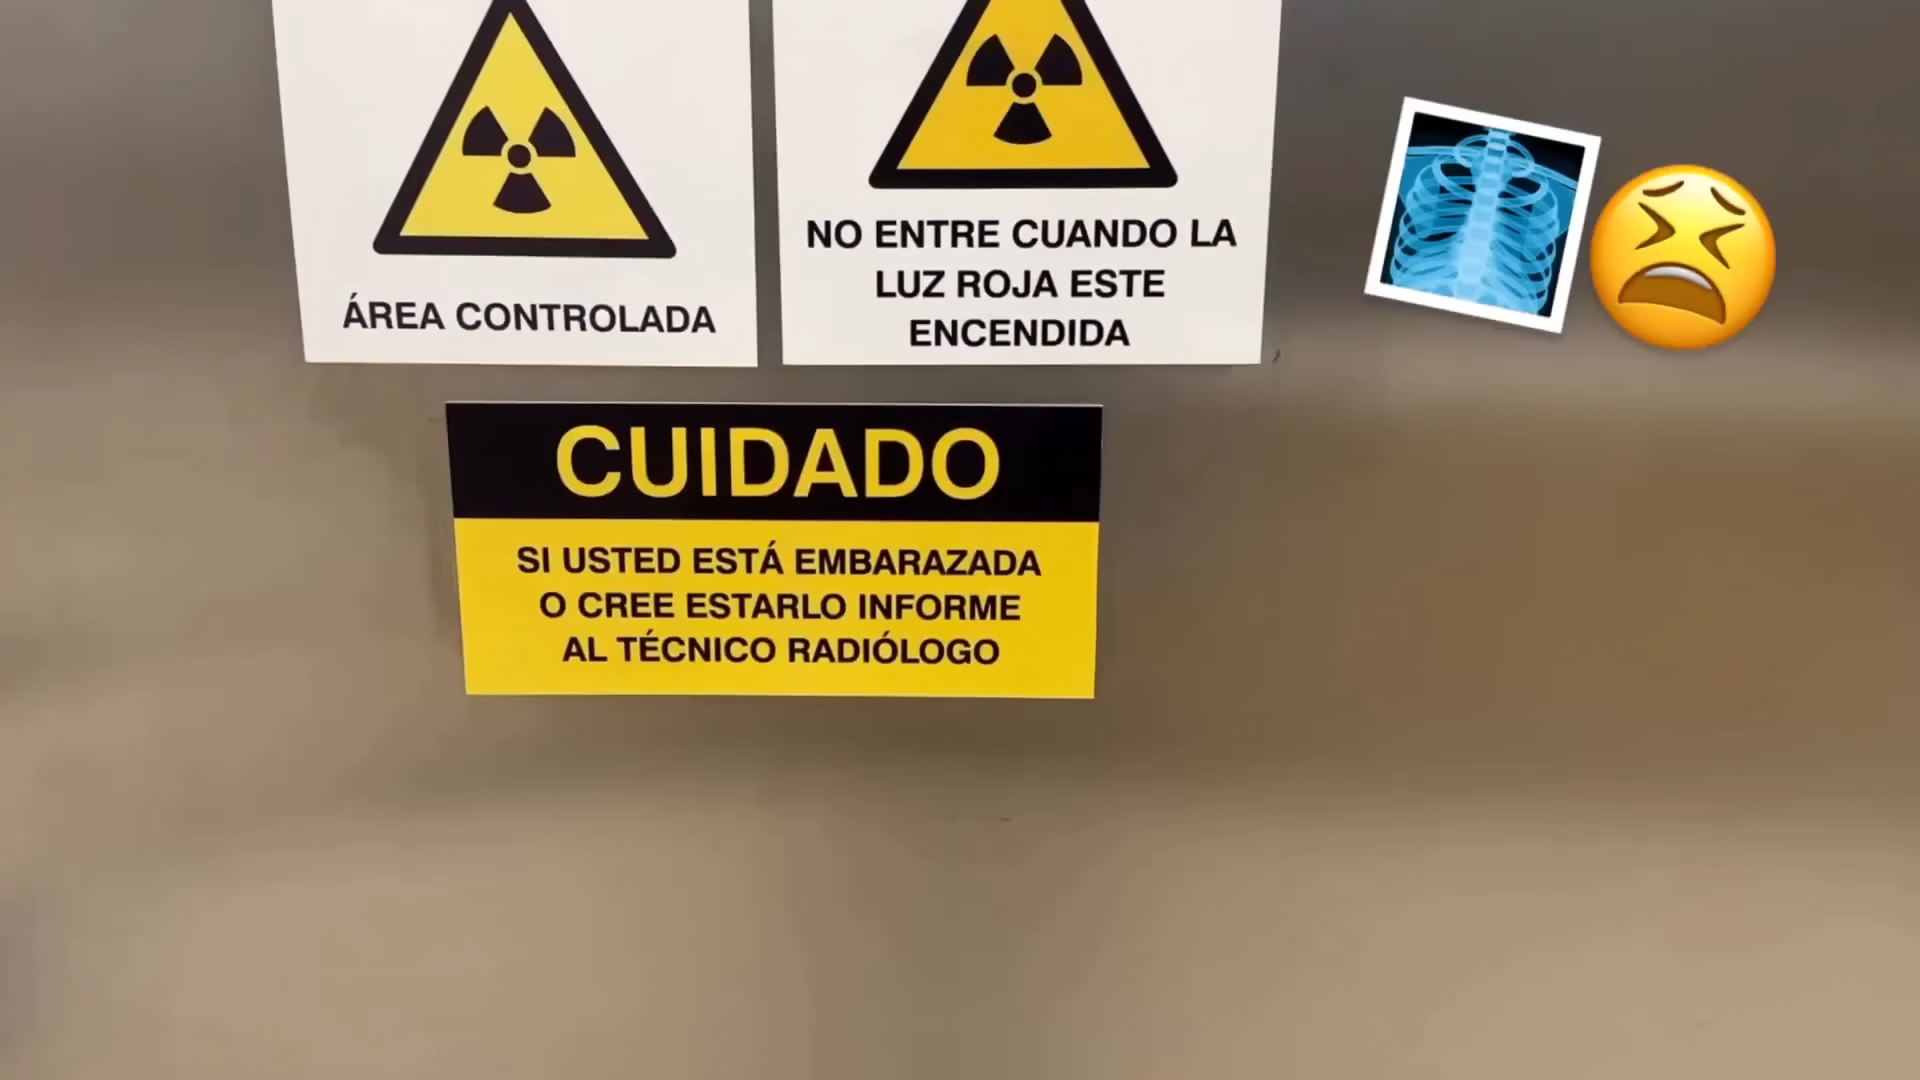 ÁREA CONTROLADA
NO ENTRE CUANDO LA
LUZ ROJA ESTE
ENCENDIDA
CUIDADO
SI USTED ESTÁ EMBARAZADA
O CREE ESTARLO INFORME
AL TÉCNICO RADIÓLOGO